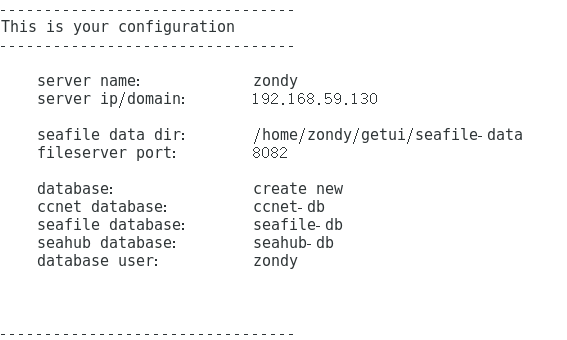 ---------------------------------
This is your configuration
---------------------------------
server name: zondy
server ip/domain: 192.168.59.130
seafile data dir: /home/zondy/getui/seafile-data
fileserver port: 8082
database: create new
ccnet database: ccnet-db
seafile database: seafile-db
seahub database: seahub-db
database user: zondy
---------------------------------